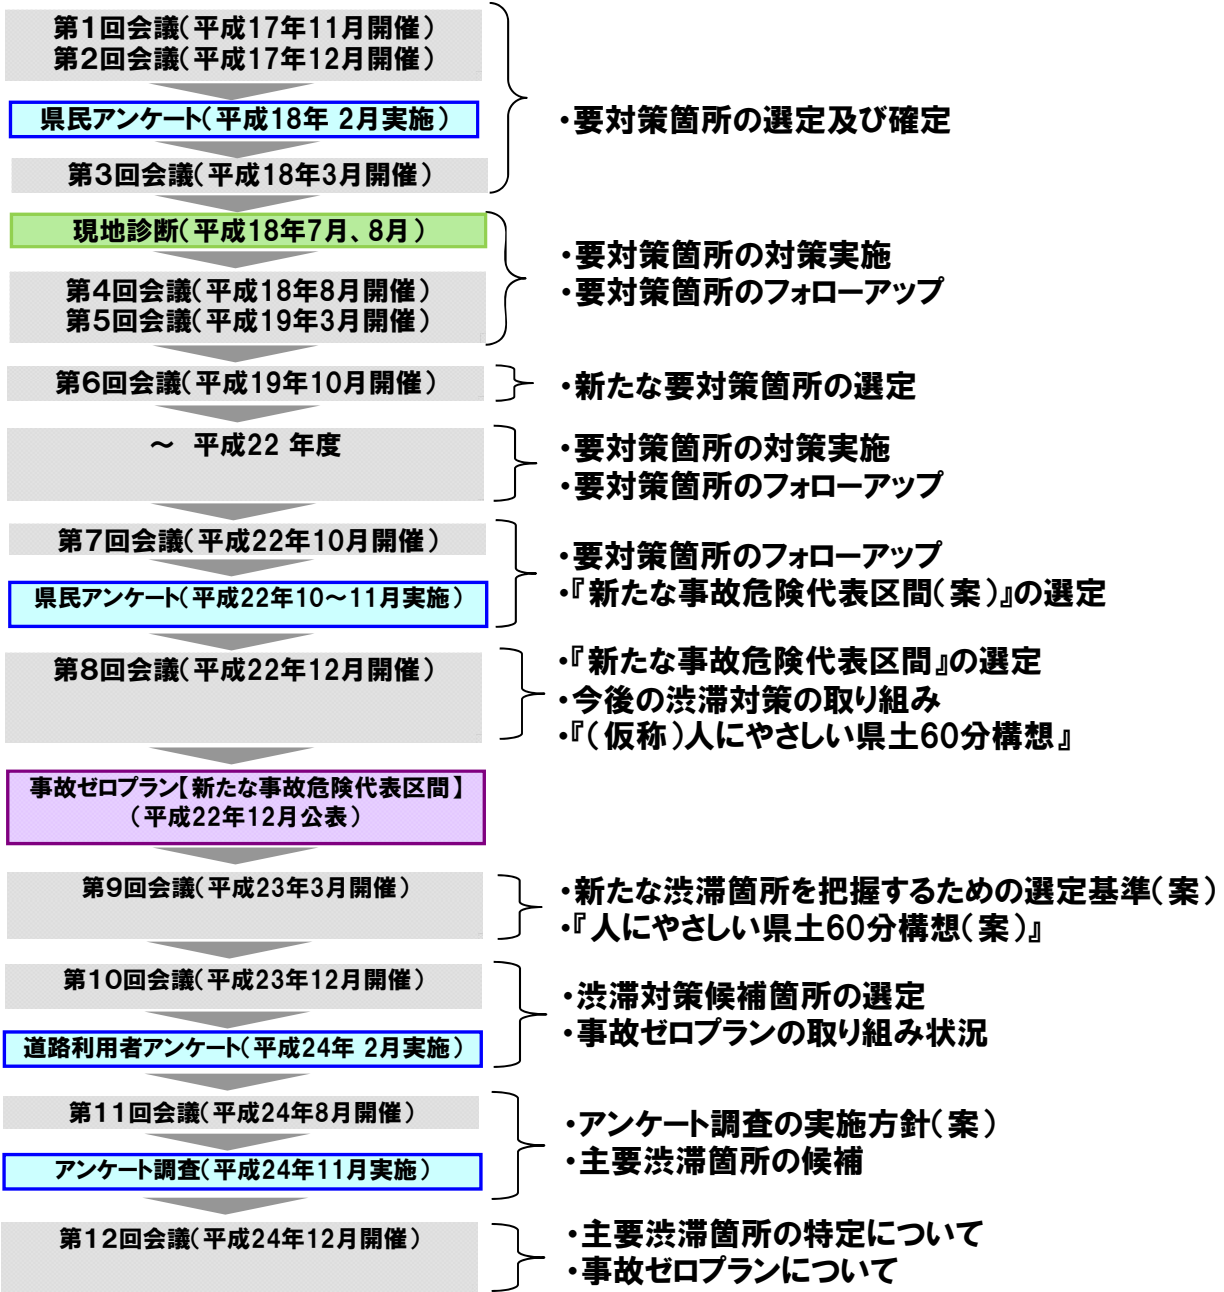 第1回会議(平成17年11月開催)
第2回会議(平成17年12月開催)
県民アンケート(平成18年 2月実施)
第3回会議(平成18年3月開催)
・要対策箇所の選定及び確定
現地診断(平成18年7月、8月)
第4回会議(平成18年8月開催)
第5回会議(平成19年3月開催)
・要対策箇所の対策実施
・要対策箇所のフォローアップ
第6回会議(平成19年10月開催)
・新たな要対策箇所の選定
～ 平成22 年度
・要対策箇所の対策実施
・要対策箇所のフォローアップ
第7回会議(平成22年10月開催)
県民アンケート(平成22年10～11月実施)
・要対策箇所のフォローアップ
・『新たな事故危険代表区間(案)』の選定
第8回会議(平成22年12月開催)
・『新たな事故危険代表区間』の選定
・今後の渋滞対策の取り組み
・『(仮称)人にやさしい県土60分構想』
事故ゼロプラン【新たな事故危険代表区間】
(平成22年12月公表)
第9回会議(平成23年3月開催)
・新たな渋滞箇所を把握するための選定基準(案)
・『人にやさしい県土60分構想(案)』
第10回会議(平成23年12月開催)
道路利用者アンケート(平成24年 2月実施)
・渋滞対策候補箇所の選定
・事故ゼロプランの取り組み状況
第11回会議(平成24年8月開催)
アンケート調査(平成24年11月実施)
・アンケート調査の実施方針(案)
・主要渋滞箇所の候補
第12回会議(平成24年12月開催)
・主要渋滞箇所の特定について
・事故ゼロプランについて